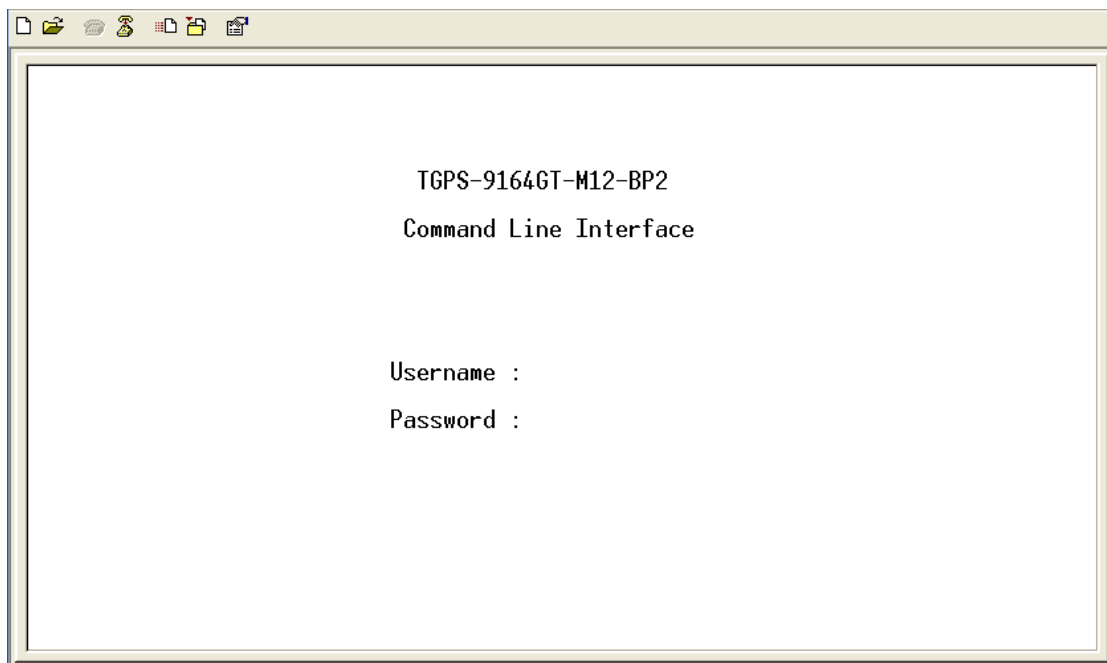 TGPS-9164GT-M12-BP2
Command Line Interface
Username :
Password :